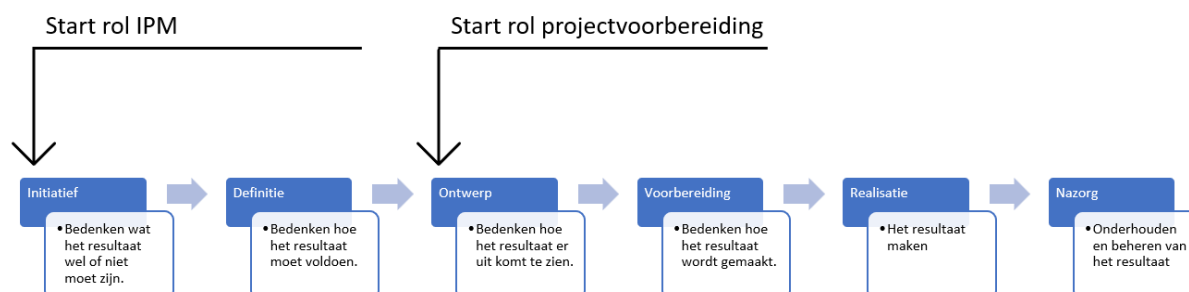 Start rol IPM
Start rol projectvoorbereiding
Initiatief
•Bedenken wat
het resultaat
wel of niet
moet zijn.
Definitie
•Bedenken hoe
het resultaat
moet voldoen.
Ontwerp
•Bedenken hoe
het resultaat er
uit komt te zien.
Voorbereiding
•Bedenken hoe
het resultaat
wordt gemaakt.
Realisatie
•Het resultaat
maken
Nazorg
•Onderhouden
en beheren van
het resultaat